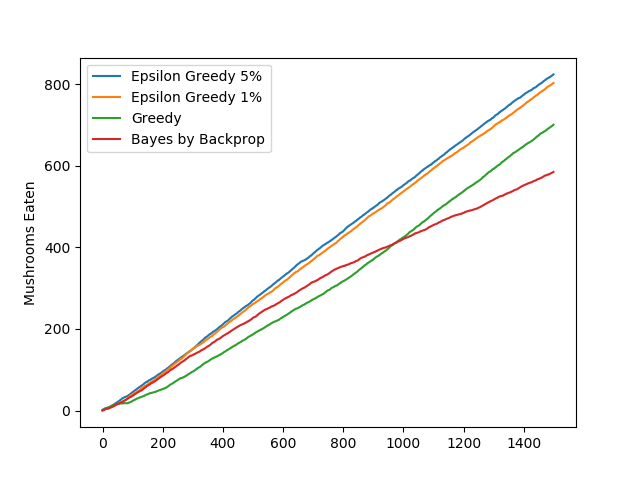 Epsilon Greedy 5%
Epsilon Greedy 1%
Greedy
Bayes by Backprop
Mushrooms Eaten
800
600
400
200
0
0 200 400 600 800 1000 1200 1400